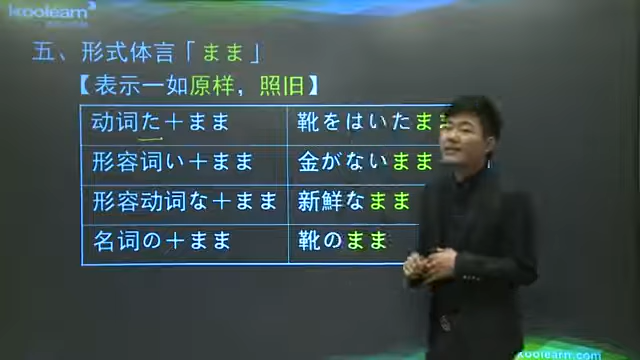 koolearn
五、形式体言「まま」
【表示一如原样，照旧】
动词た＋まま 靴をはいたまま
形容词い＋まま 金がないまま
形容动词な＋まま 新鮮なまま
名词の＋まま 靴のまま
koolearn.com